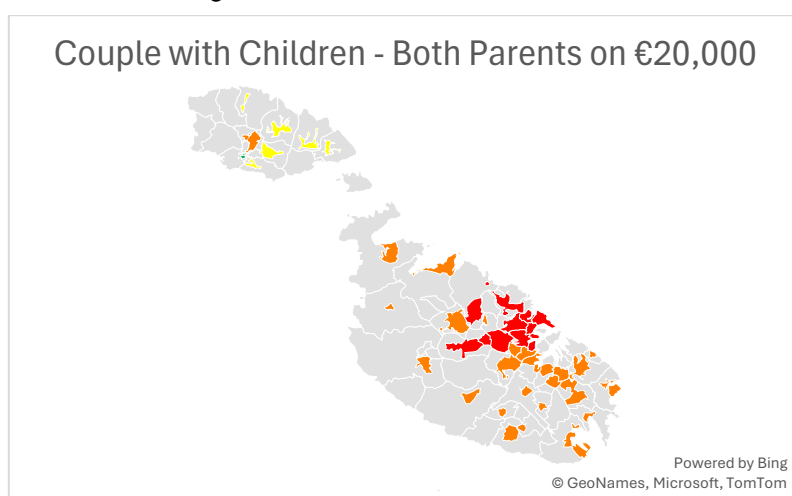 Couple with Children - Both Parents on €20,000
Powered by Bing
© GeoNames, Microsoft, TomTom